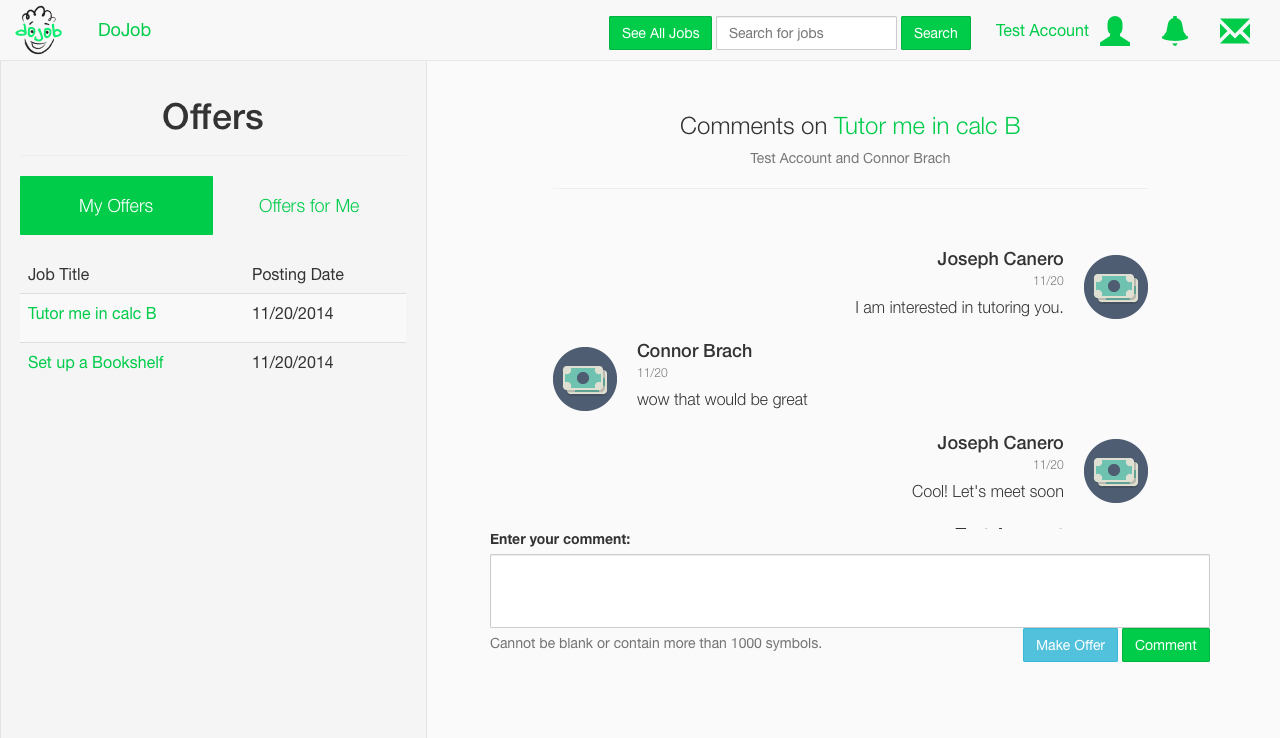 dojob
DoJob
See All Jobs
Search for jobs
Search
Test Account
Offers
My Offers
Offers for Me
Job Title Posting Date
Tutor me in calc B 11/20/2014
Set up a Bookshelf 11/20/2014
Comments on Tutor me in calc B
Test Account and Connor Brach
Joseph Canero
11/20
I am interested in tutoring you.
Connor Brach
11/20
wow that would be great
Joseph Canero
11/20
Cool! Let's meet soon
Enter your comment:
Cannot be blank or contain more than 1000 symbols.
Make Offer
Comment